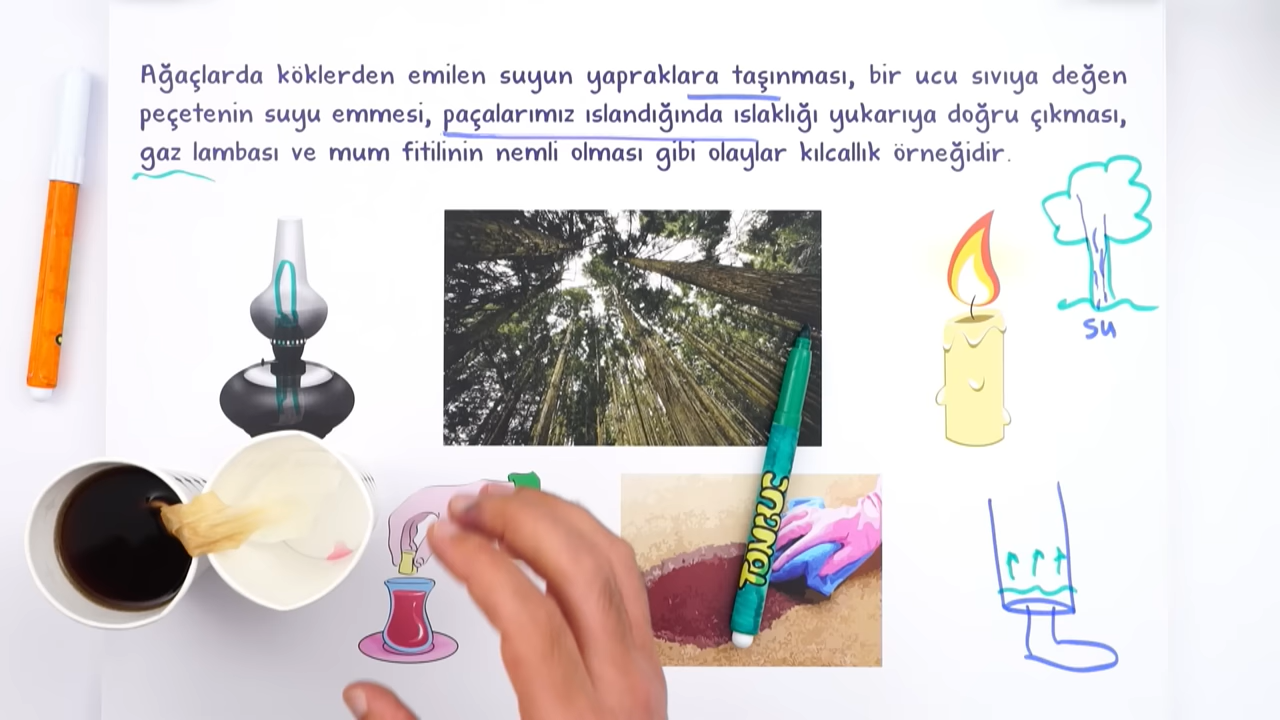 Ağaçlarda köklerden emilen suyun yapraklara taşınması, bir ucu sıvıya değen
peçetenin suyu emmesi, paçalarımız ıslandığında ıslaklığı yukarıya doğru çıkması,
gaz lambası ve mum fitilinin nemli olması gibi olaylar kılcallık örneğidir.
su
TONGUÇ